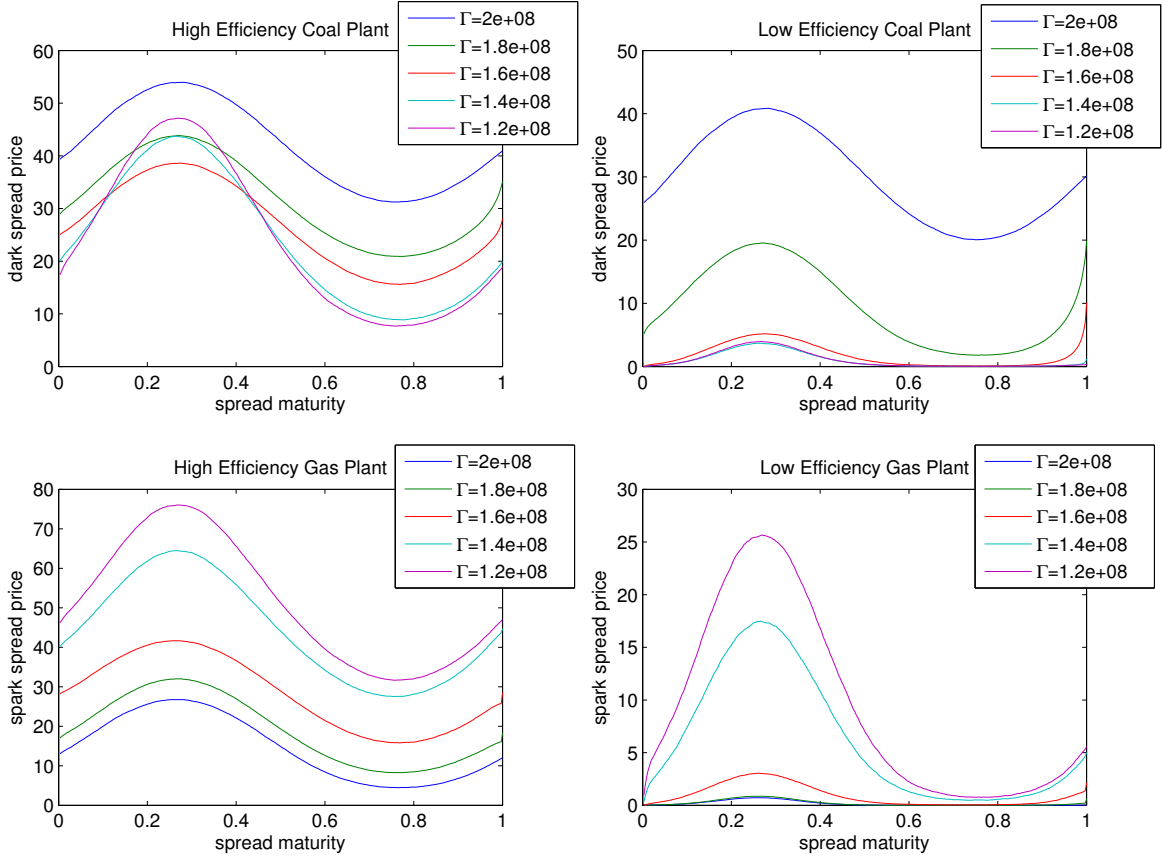 High Efficiency Coal Plant
Γ=2e+08
Γ=1.8e+08
Γ=1.6e+08
Γ=1.4e+08
Γ=1.2e+08
60
50
40
30
20
10
0
dark spread price
0 0.2 0.4 0.6 0.8 1
spread maturity
Low Efficiency Coal Plant
Γ=2e+08
Γ=1.8e+08
Γ=1.6e+08
Γ=1.4e+08
Γ=1.2e+08
50
40
30
20
10
0
dark spread price
0 0.2 0.4 0.6 0.8 1
spread maturity
High Efficiency Gas Plant
Γ=2e+08
Γ=1.8e+08
Γ=1.6e+08
Γ=1.4e+08
Γ=1.2e+08
80
70
60
50
40
30
20
10
0
spark spread price
0 0.2 0.4 0.6 0.8 1
spread maturity
Low Efficiency Gas Plant
Γ=2e+08
Γ=1.8e+08
Γ=1.6e+08
Γ=1.4e+08
Γ=1.2e+08
30
25
20
15
10
5
0
spark spread price
0 0.2 0.4 0.6 0.8 1
spread maturity